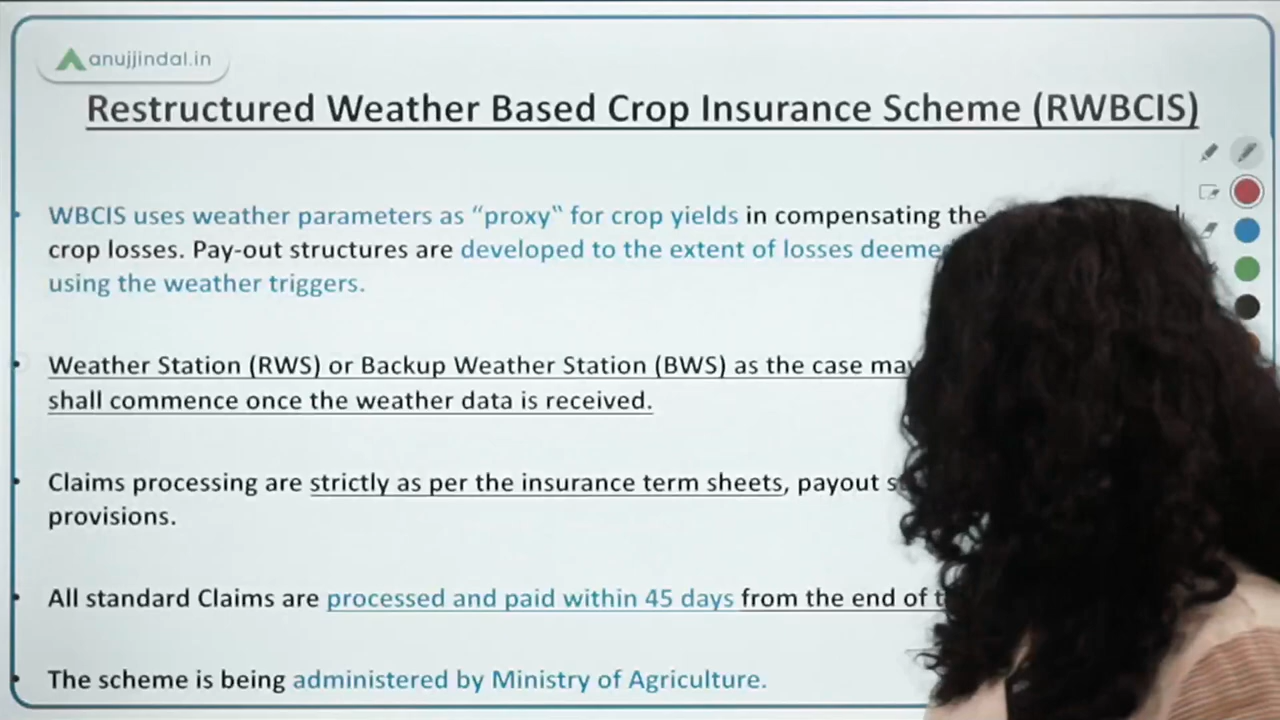 anujjindal.in
Restructured Weather Based Crop Insurance Scheme (RWBCIS)
WBCIS uses weather parameters as “proxy“ for crop yields in compensating the
crop losses. Pay-out structures are developed to the extent of losses
using the weather triggers.
Weather Station (RWS) or Backup Weather Station (BWS) as the case may
shall commence once the weather data is received.
Claims processing are strictly as per the insurance term sheets, payout
provisions.
All standard Claims are processed and paid within 45 days from the end of
The scheme is being administered by Ministry of Agriculture.